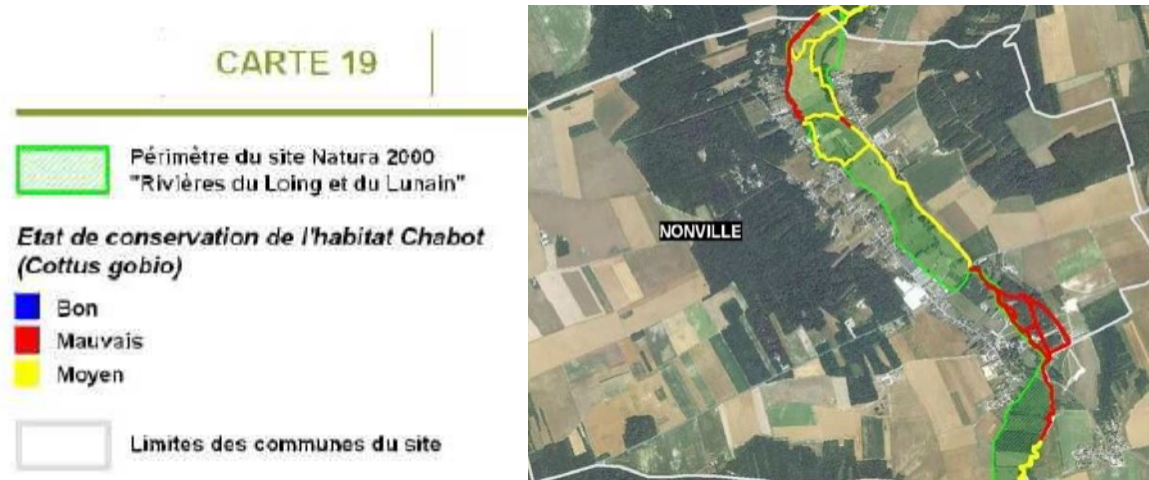 CARTE 19
Périmètre du site Natura 2000
"Rivières du Loing et du Lunain"
Etat de conservation de l'habitat Chabot
(Cottus gobio)
Bon
Mauvais
Moyen
Limites des communes du site
NONVILLE